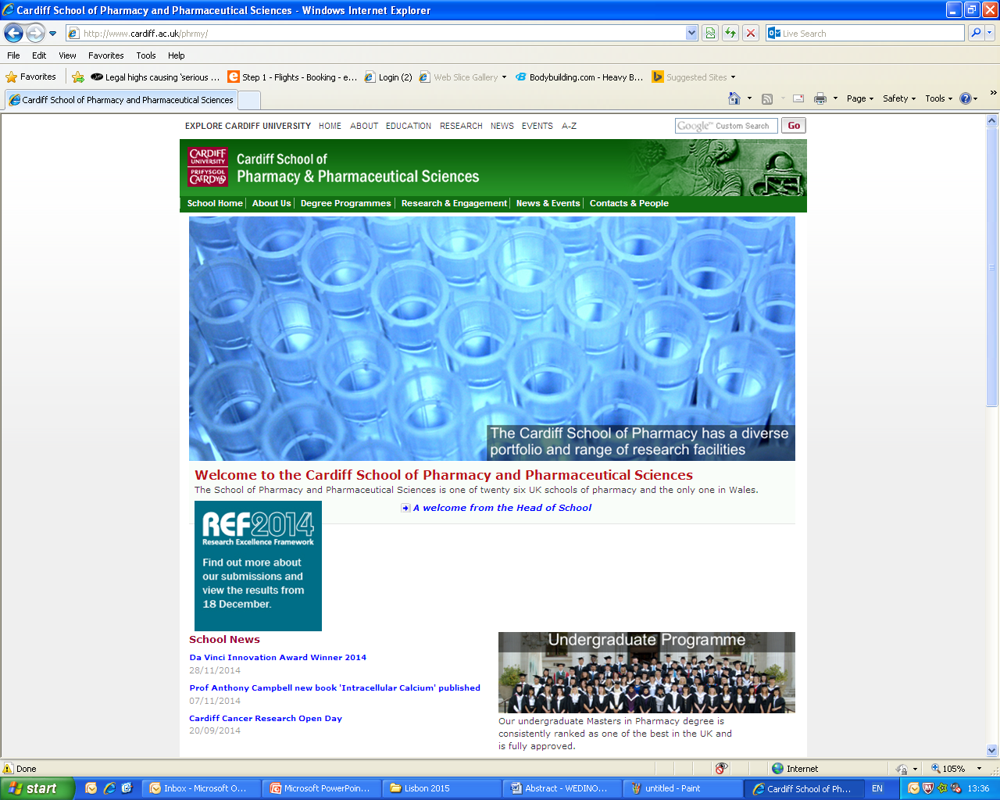 Cardiff School of Pharmacy and Pharmaceutical Sciences - Windows Internet Explorer
http://www.cardiff.ac.uk/phrmy/
Live Search
File Edit View Favorites Tools Help
Favorites Legal highs causing 'serious ... Step 1 - Flights - Booking - e... Login (2) Web Slice Gallery Bodybuilding.com - Heavy B... Suggested Sites
Cardiff School of Pharmacy and Pharmaceutical Sciences Page Safety Tools
EXPLORE CARDIFF UNIVERSITY HOME ABOUT EDUCATION RESEARCH NEWS EVENTS A-Z Google™ Custom Search Go
CARDIFF
UNIVERSITY
PRIFYSGOL
CAERDYD
Cardiff School of
Pharmacy & Pharmaceutical Sciences
School Home About Us Degree Programmes Research & Engagement News & Events Contacts & People
The Cardiff School of Pharmacy has a diverse
portfolio and range of research facilities
Welcome to the Cardiff School of Pharmacy and Pharmaceutical Sciences
The School of Pharmacy and Pharmaceutical Sciences is one of twenty six UK schools of pharmacy and the only one in Wales.
A welcome from the Head of School
REF2014
Research Excellence Framework
Find out more about
our submissions and
view the results from
18 December.
School News
Da Vinci Innovation Award Winner 2014
28/11/2014
Prof Anthony Campbell new book 'Intracellular Calcium' published
07/11/2014
Cardiff Cancer Research Open Day
20/09/2014
Undergraduate Programme
Our undergraduate Masters in Pharmacy degree is
consistently ranked as one of the best in the UK and
is fully approved.
Done Internet 105%
start Inbox - Microsoft O... Microsoft PowerPoin... Lisbon 2015 Abstract - WEDINO... untitled - Paint Cardiff School of Ph... EN 13:36